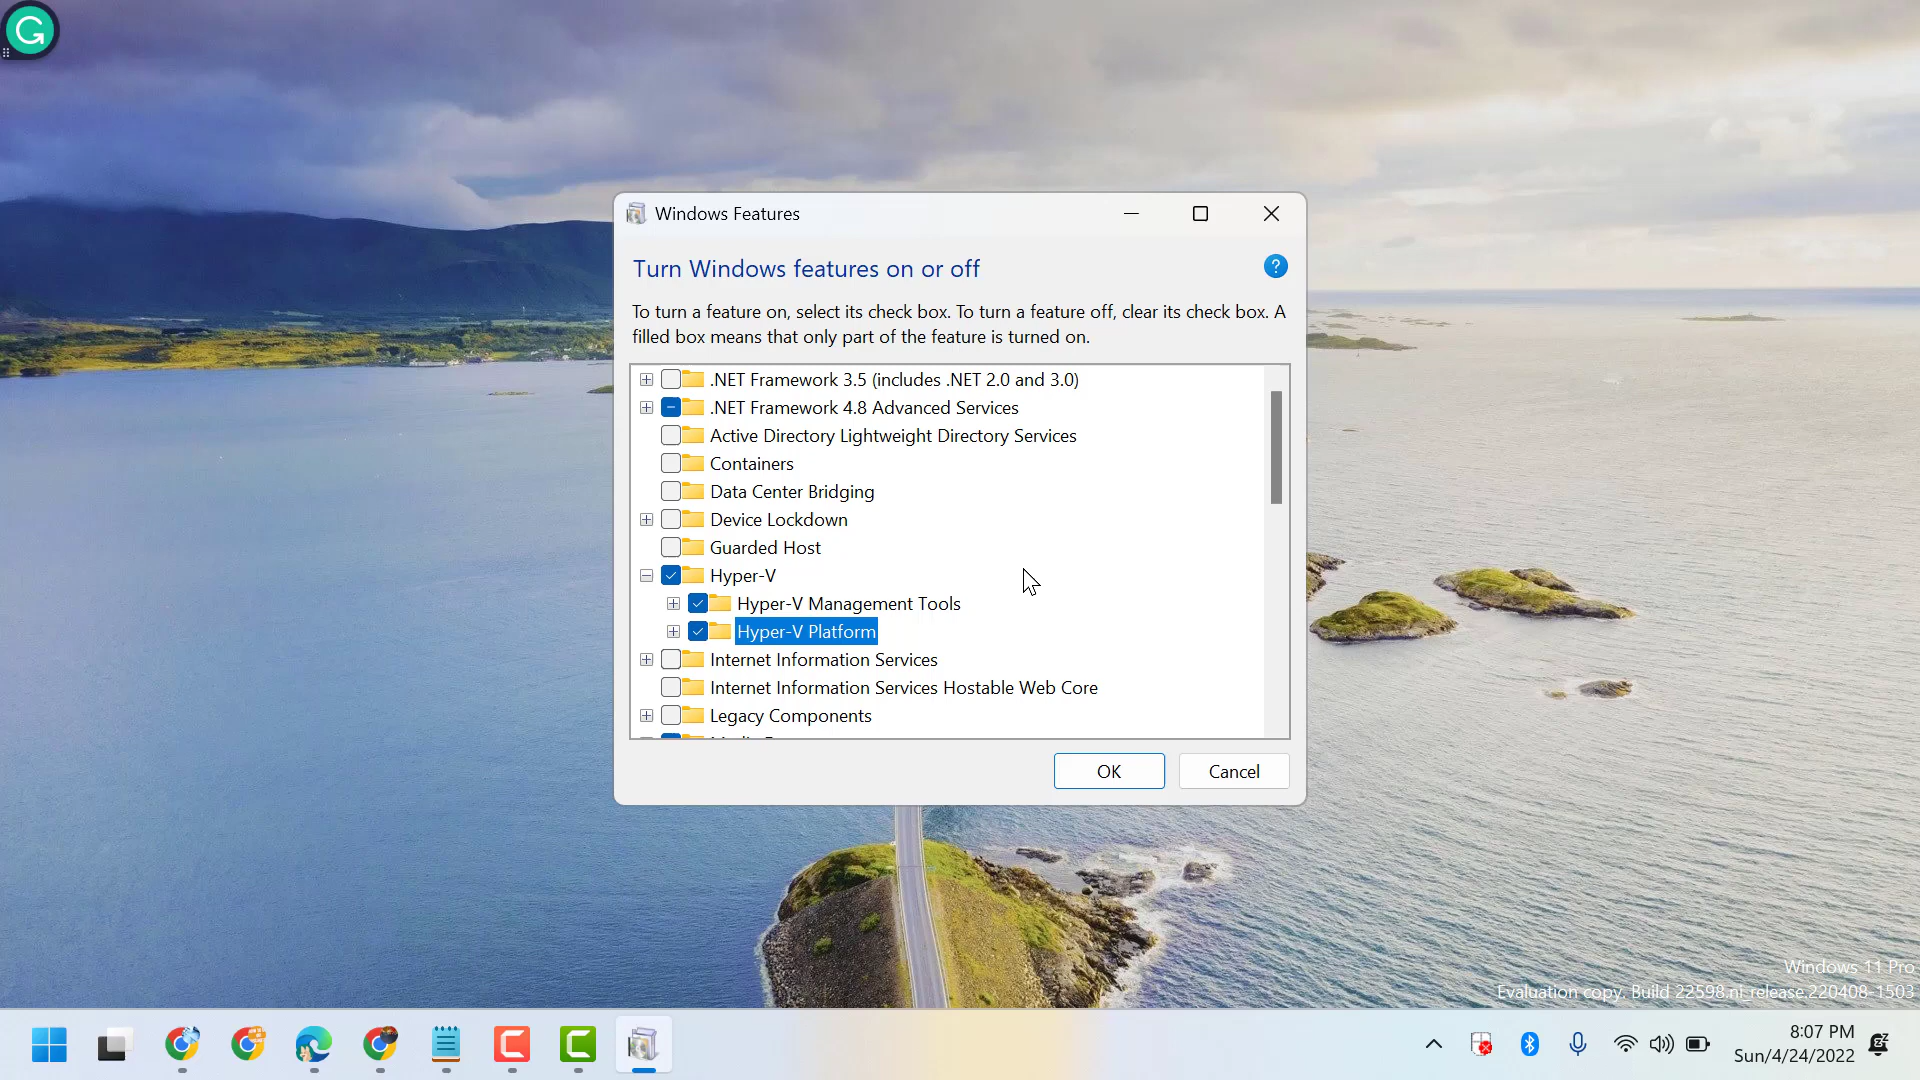 Windows Features
Turn Windows features on or off
To turn a feature on, select its check box. To turn a feature off, clear its check box. A
filled box means that only part of the feature is turned on.
.NET Framework 3.5 (includes .NET 2.0 and 3.0)
.NET Framework 4.8 Advanced Services
Active Directory Lightweight Directory Services
Containers
Data Center Bridging
Device Lockdown
Guarded Host
Hyper-V
Hyper-V Management Tools
Hyper-V Platform
Internet Information Services
Internet Information Services Hostable Web Core
Legacy Components
OK
Cancel
Windows 11 Pro
Evaluation copy. Build 22598.ni_release.220408-1503
8:07 PM
Sun/4/24/2022